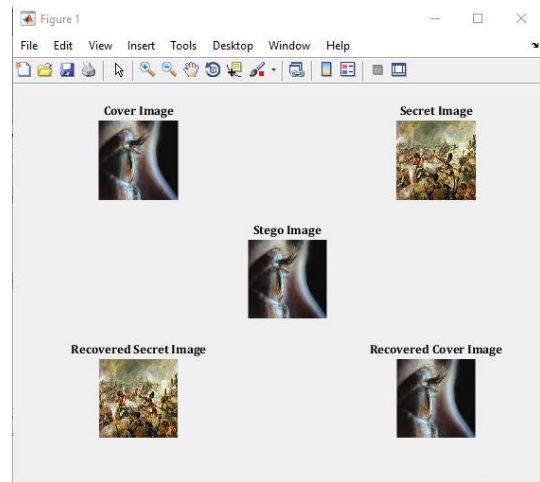 Figure 1
File Edit View Insert Tools Desktop Window Help
Cover Image
Secret Image
Stego Image
Recovered Secret Image
Recovered Cover Image